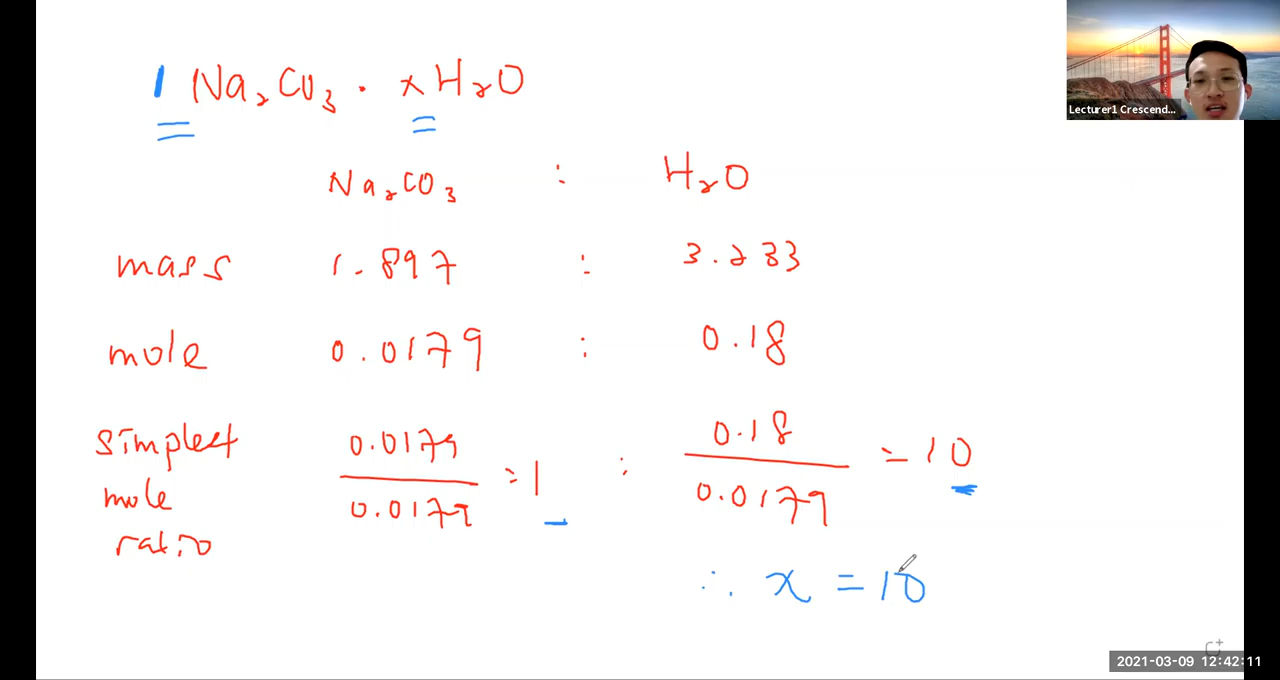 1 Na₂CO₃ . xH₂O
Na₂CO₃ : H₂O
mass 1.897 : 3.233
mole 0.0179 : 0.18
simplest mole ratio 0.0179/0.0179 = 1 : 0.18/0.0179 = 10
∴ x = 10
Lecturer1 Crescend...
2021-03-09 12:42:11